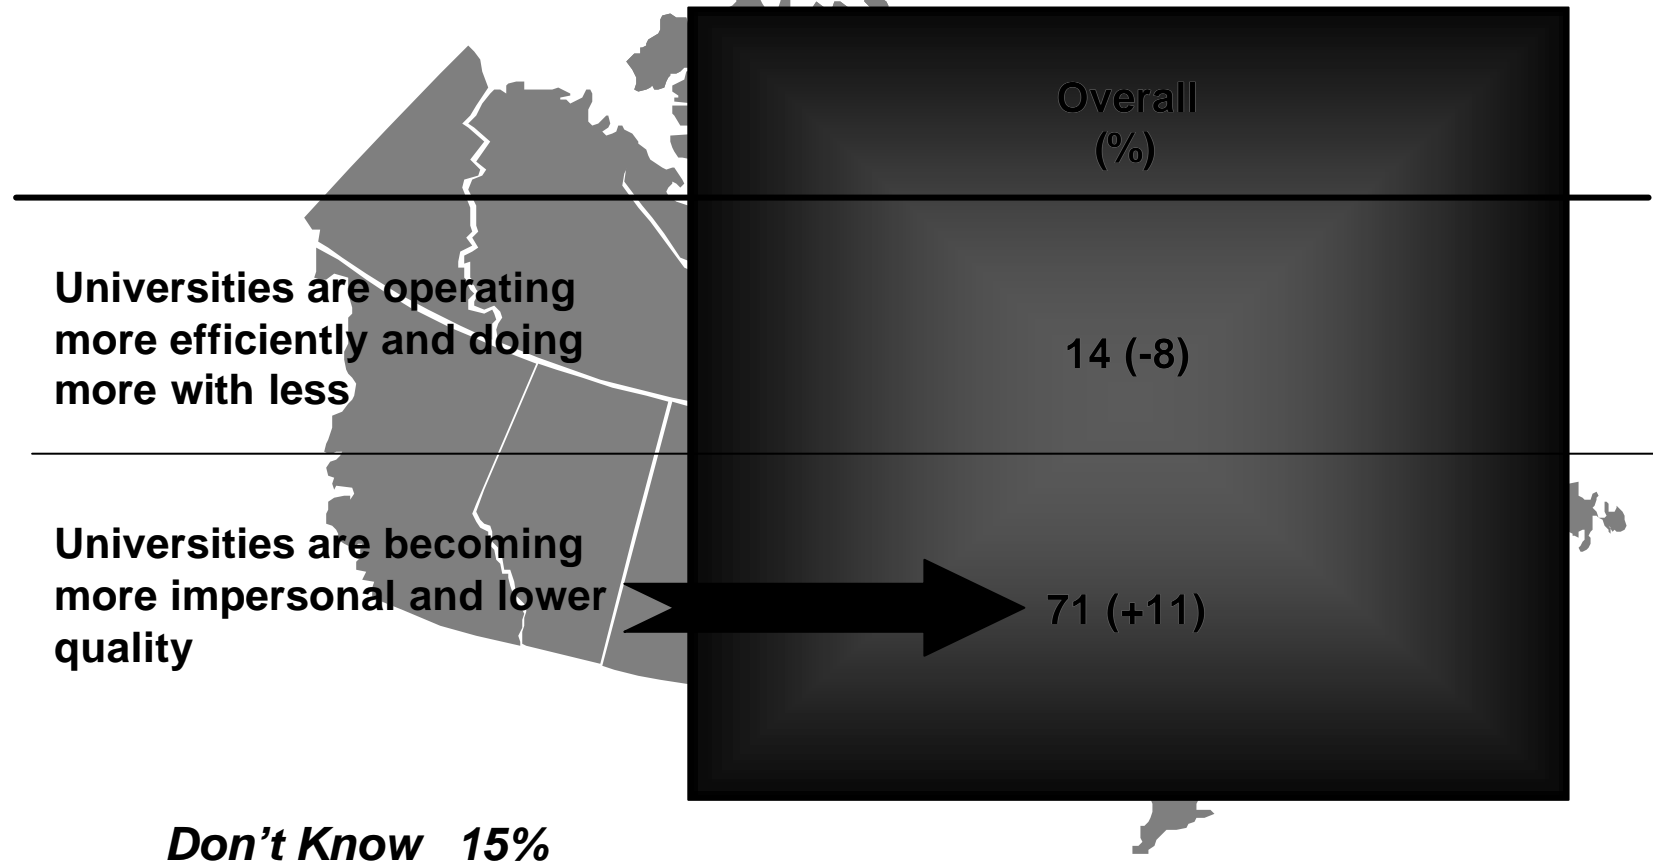 Overall
(%)
Universities are operating
more efficiently and doing
more with less
14 (-8)
Universities are becoming
more impersonal and lower
quality
71 (+11)
Don’t Know 15%